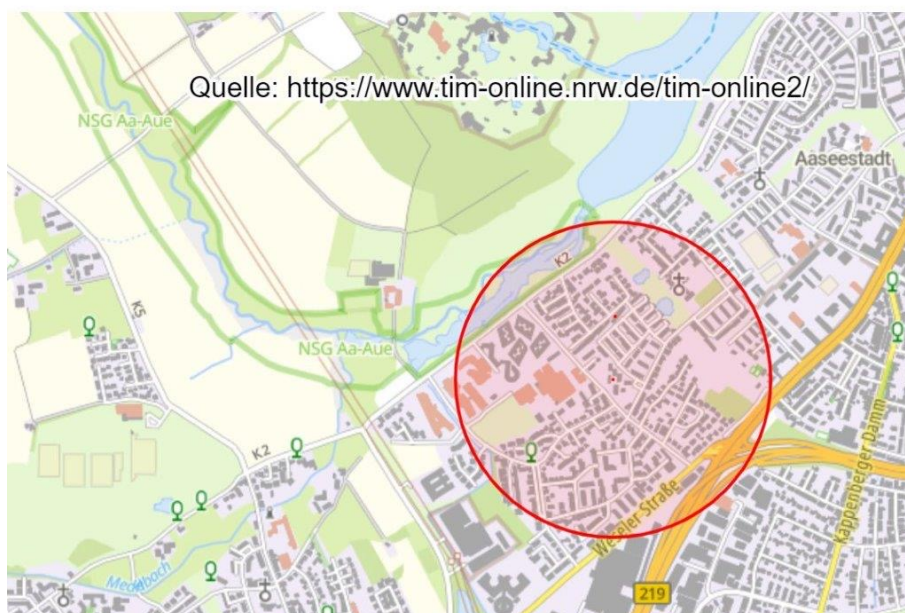 Quelle: https://www.tim-online.nrw.de/tim-online2/
NSG Aa-Aue
Aaseestadt
K2
K5
NSG Aa-Aue
K2
Kappenberger Damm
Weseler Straße
Meckbach
219